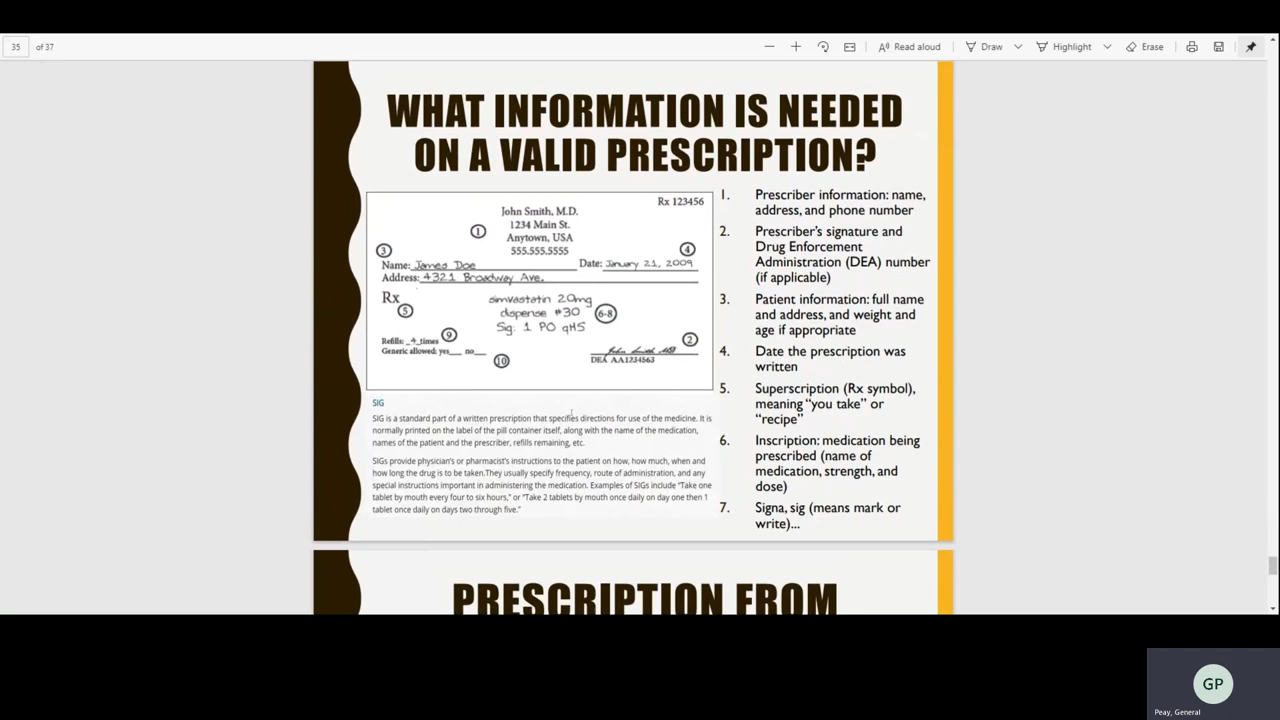 35 of 37
Read aloud
Draw
Highlight
Erase
WHAT INFORMATION IS NEEDED
ON A VALID PRESCRIPTION?
Rx 123456
John Smith, M.D.
1234 Main St.
Anytown, USA
555.555.5555
1
3
4
Name: James Doe Date: January 21, 2009
Address: 4321 Broadway Ave.
Rx
5
simvastatin 20mg
dispense #30
Sig: 1 PO qHS
6-8
9
2
Refills: 4 times
Generic allowed: yes___ no___
10
John Smith MD
DEA AA1234563
SIG
SIG is a standard part of a written prescription that specifies directions for use of the medicine. It is
normally printed on the label of the pill container itself, along with the name of the medication,
names of the patient and the prescriber, refills remaining, etc.
SIGs provide physician's or pharmacist's instructions to the patient on how, how much, when and
how long the drug is to be taken.They usually specify frequency, route of administration, and any
special instructions important in administering the medication. Examples of SIGs include "Take one
tablet by mouth every four to six hours," or "Take 2 tablets by mouth once daily on day one then 1
tablet once daily on days two through five."
1. Prescriber information: name,
address, and phone number
2. Prescriber's signature and
Drug Enforcement
Administration (DEA) number
(if applicable)
3. Patient information: full name
and address, and weight and
age if appropriate
4. Date the prescription was
written
5. Superscription (Rx symbol),
meaning "you take" or
"recipe"
6. Inscription: medication being
prescribed (name of
medication, strength, and
dose)
7. Signa, sig (means mark or
write)...
PRESCRIPTION FROM
GP
Peay, General